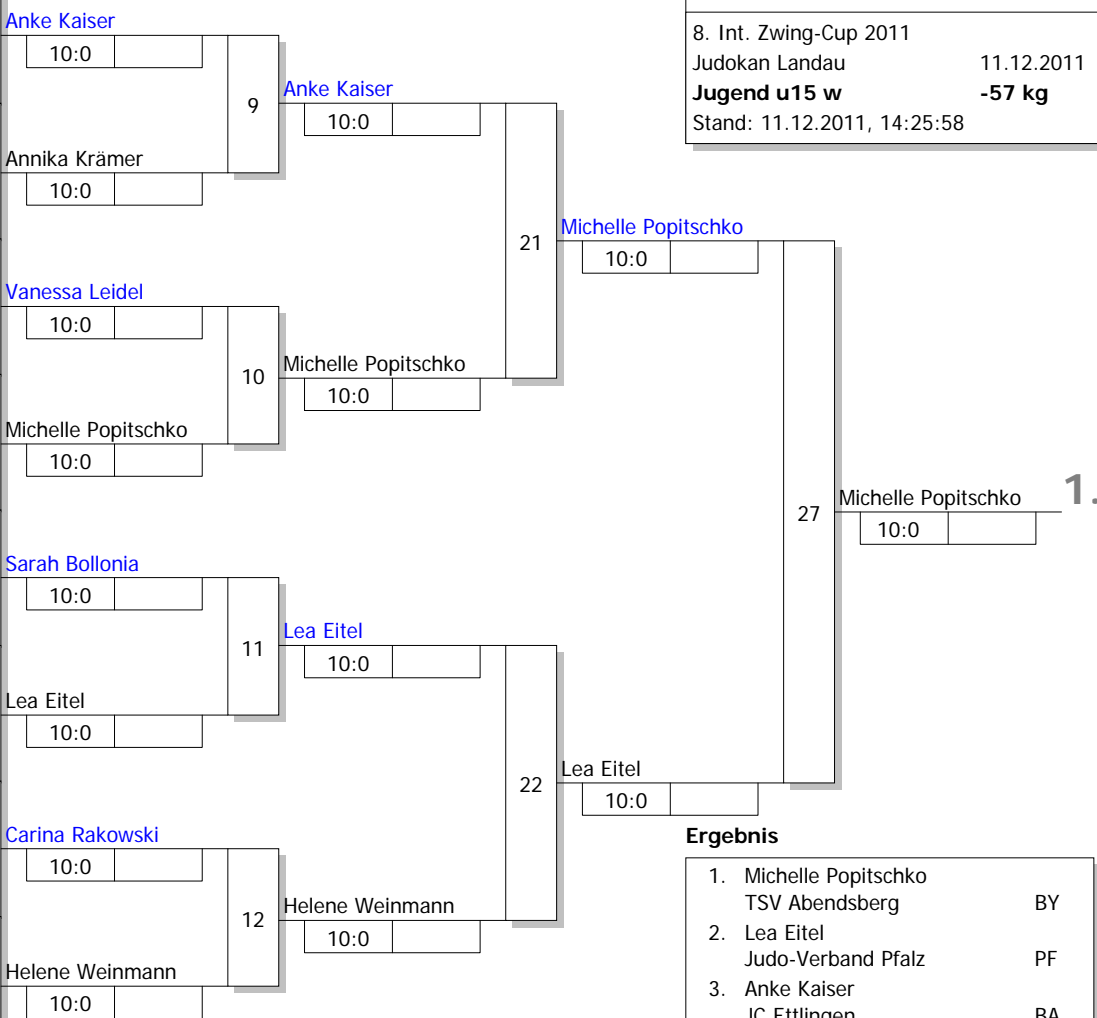 Anke Kaiser
10:0
9
Annika Krämer
10:0
Anke Kaiser
10:0
8. Int. Zwing-Cup 2011
Judokan Landau 11.12.2011
Jugend u15 w -57 kg
Stand: 11.12.2011, 14:25:58
21
Michelle Popitschko
10:0
Vanessa Leidel
10:0
10
Michelle Popitschko
10:0
Michelle Popitschko
10:0
27
Michelle Popitschko 1.
10:0
Sarah Bollonia
10:0
11
Lea Eitel
10:0
Lea Eitel
10:0
22
Lea Eitel
10:0
Carina Rakowski
10:0
12
Helene Weinmann
10:0
Helene Weinmann
10:0
Ergebnis
1. Michelle Popitschko
TSV Abendsberg BY
2. Lea Eitel
Judo-Verband Pfalz PF
3. Anke Kaiser
JC Ettlingen BA